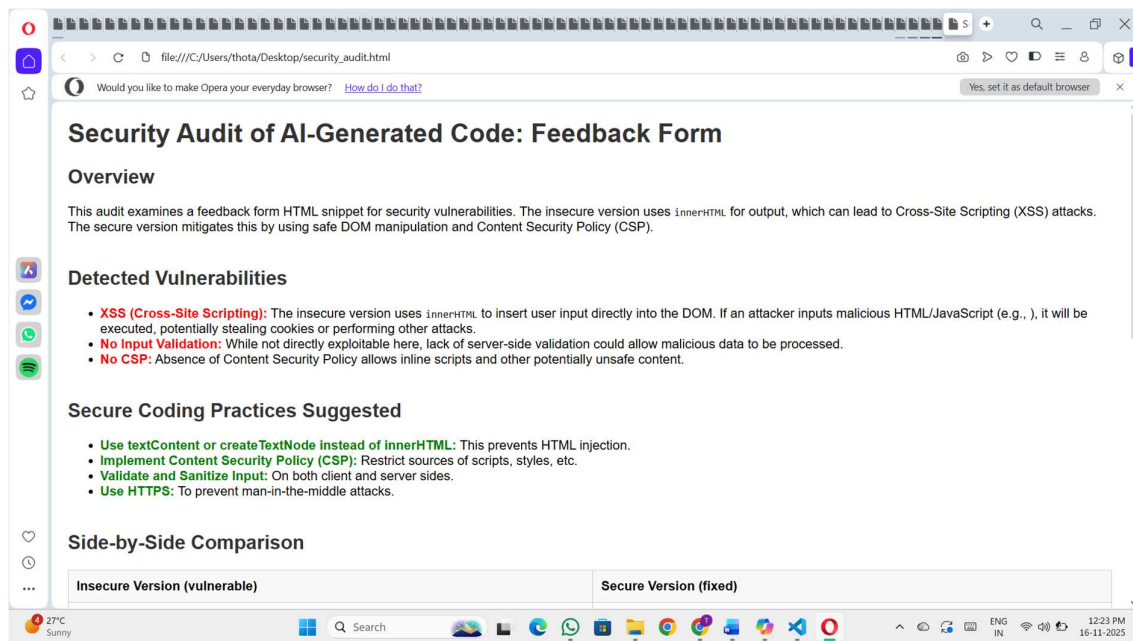 S
file:///C:/Users/thota/Desktop/security_audit.html
Would you like to make Opera your everyday browser? How do I do that?
Yes, set it as default browser
Security Audit of AI-Generated Code: Feedback Form
Overview
This audit examines a feedback form HTML snippet for security vulnerabilities. The insecure version uses innerHTML for output, which can lead to Cross-Site Scripting (XSS) attacks.
The secure version mitigates this by using safe DOM manipulation and Content Security Policy (CSP).
Detected Vulnerabilities
• XSS (Cross-Site Scripting): The insecure version uses innerHTML to insert user input directly into the DOM. If an attacker inputs malicious HTML/JavaScript (e.g., ), it will be
executed, potentially stealing cookies or performing other attacks.
• No Input Validation: While not directly exploitable here, lack of server-side validation could allow malicious data to be processed.
• No CSP: Absence of Content Security Policy allows inline scripts and other potentially unsafe content.
Secure Coding Practices Suggested
• Use textContent or createTextNode instead of innerHTML: This prevents HTML injection.
• Implement Content Security Policy (CSP): Restrict sources of scripts, styles, etc.
• Validate and Sanitize Input: On both client and server sides.
• Use HTTPS: To prevent man-in-the-middle attacks.
Side-by-Side Comparison
Insecure Version (vulnerable) Secure Version (fixed)
4
27°C
Sunny
Search
T
ENG
IN
12:23 PM
16-11-2025